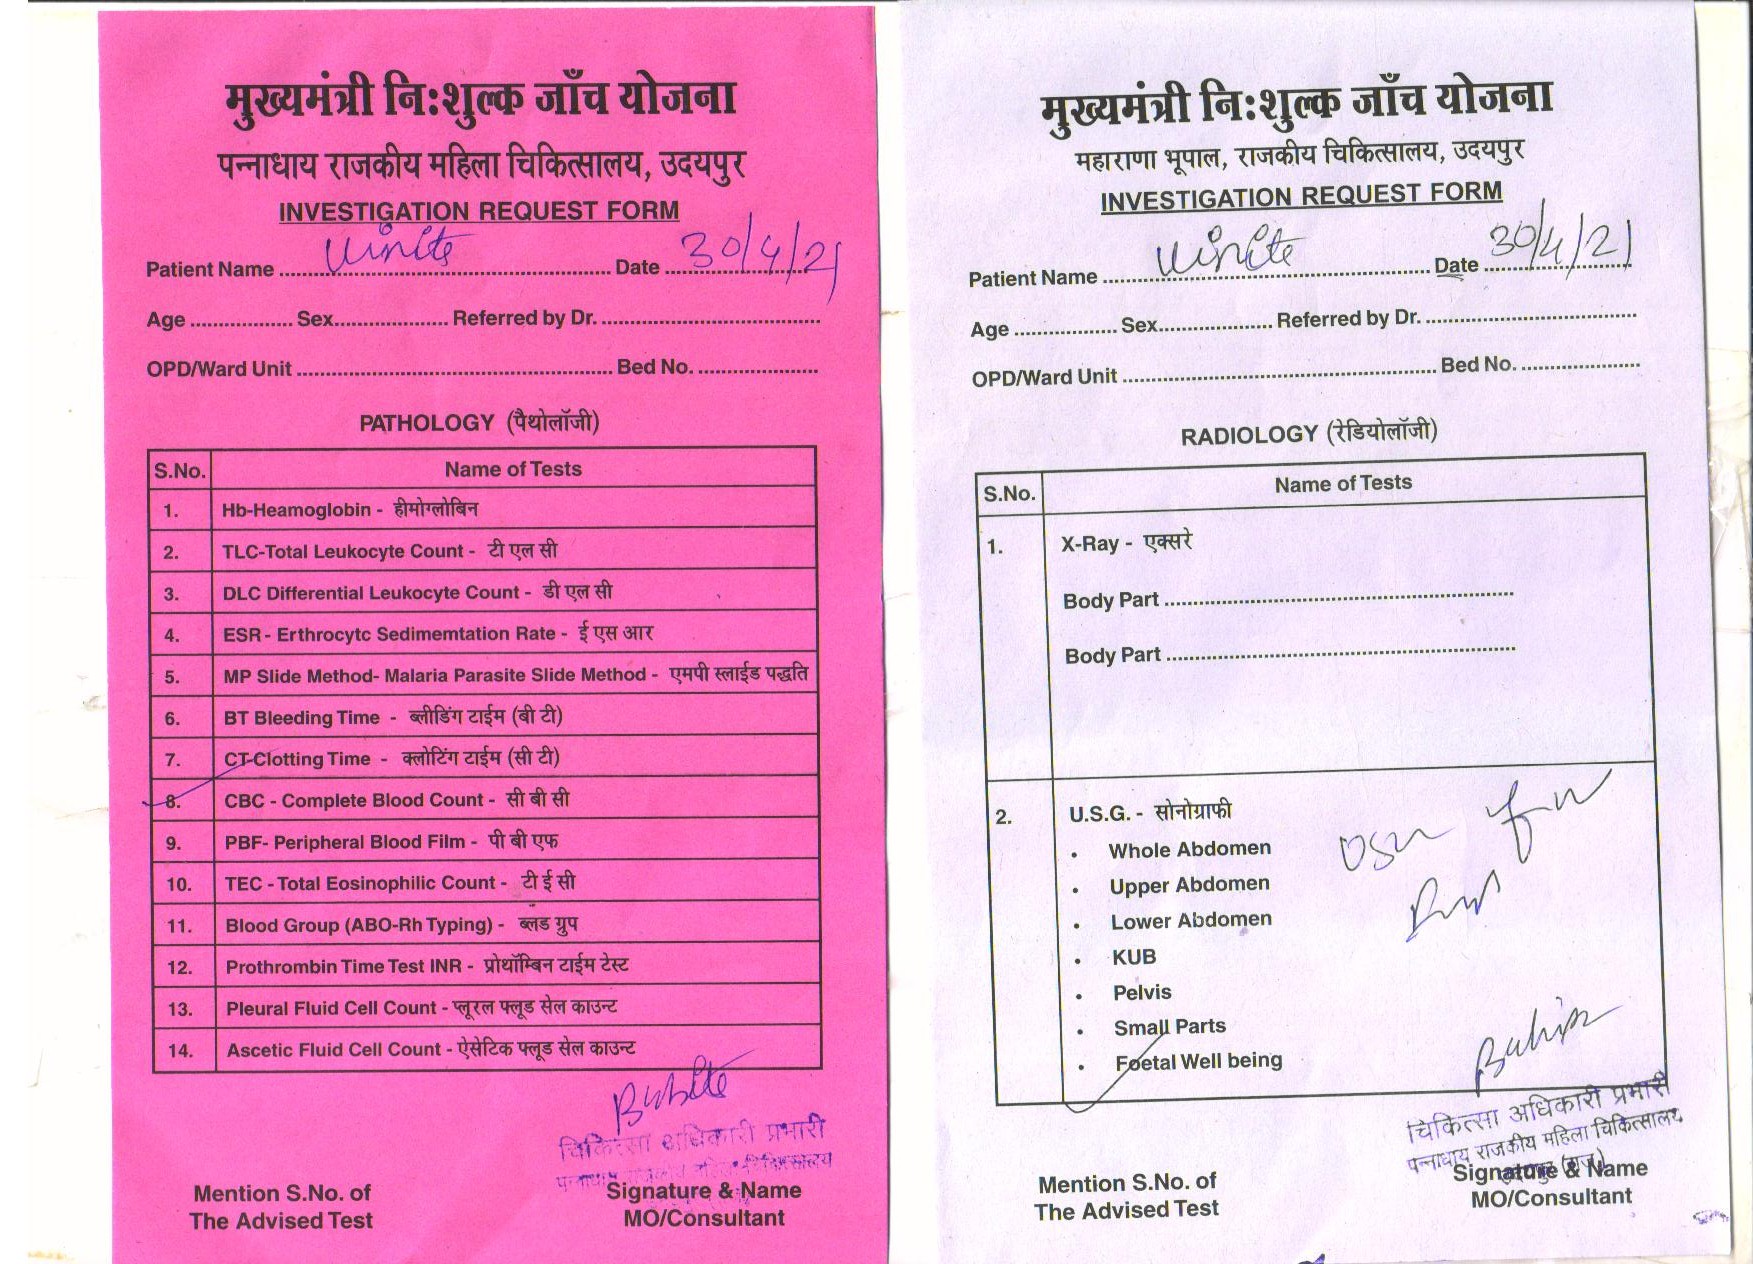 मुख्यमंत्री निःशुल्क जाँच योजना
पन्नाधाय राजकीय महिला चिकित्सालय, उदयपुर
INVESTIGATION REQUEST FORM
Patient Name ........ Date 30/4/21
Age ........ Sex ........ Referred by Dr. ........
OPD/Ward Unit ........ Bed No. ........
PATHOLOGY (पैथोलॉजी)
S.No. Name of Tests
1. Hb-Heamoglobin - हीमोग्लोबिन
2. TLC-Total Leukocyte Count - टी एल सी
3. DLC Differential Leukocyte Count - डी एल सी
4. ESR - Erthrocytc Sedimemtation Rate - ई एस आर
5. MP Slide Method- Malaria Parasite Slide Method - एमपी स्लाईड पद्धति
6. BT Bleeding Time - ब्लीडिंग टाईम (बी टी)
7. CT-Clotting Time - क्लोटिंग टाईम (सी टी)
8. CBC - Complete Blood Count - सी बी सी
9. PBF- Peripheral Blood Film - पी बी एफ
10. TEC - Total Eosinophilic Count - टी ई सी
11. Blood Group (ABO-Rh Typing) - ब्लड ग्रुप
12. Prothrombin Time Test INR - प्रोथॉम्बिन टाईम टेस्ट
13. Pleural Fluid Cell Count - प्लूरल फ्लूड सेल काउन्ट
14. Ascetic Fluid Cell Count - ऐसेटिक फ्लूड सेल काउन्ट
चिकित्सा अधिकारी प्रभारी
पन्नाधाय राजकीय महिला चिकित्सालय
Mention S.No. of
The Advised Test
Signature & Name
MO/Consultant
मुख्यमंत्री निःशुल्क जाँच योजना
महाराणा भूपाल, राजकीय चिकित्सालय, उदयपुर
INVESTIGATION REQUEST FORM
Patient Name ........ Date 30/4/21
Age ........ Sex ........ Referred by Dr. ........
OPD/Ward Unit ........ Bed No. ........
RADIOLOGY (रेडियोलॉजी)
S.No. Name of Tests
1. X-Ray - एक्सरे
Body Part ........
Body Part ........
2. U.S.G. - सोनोग्राफी
• Whole Abdomen
• Upper Abdomen
• Lower Abdomen
• KUB
• Pelvis
• Small Parts
• Foetal Well being
चिकित्सा अधिकारी प्रभारी
पन्नाधाय राजकीय महिला चिकित्सालय
उदयपुर (राज.)
Mention S.No. of
The Advised Test
Signature & Name
MO/Consultant